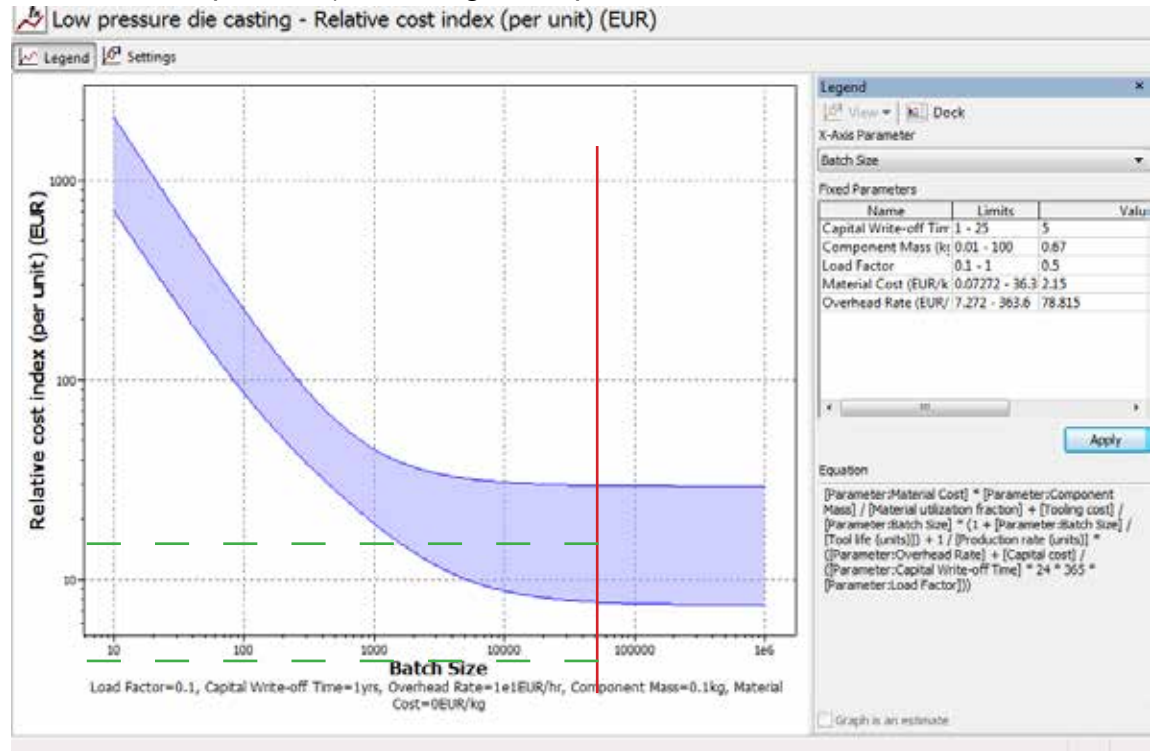 Low pressure die casting - Relative cost index (per unit) (EUR)
Legend Settings
Relative cost index (per unit) (EUR)
1000
100
10
10 100 1000 10000 100000 1e6
Batch Size
Load Factor=0.1, Capital Write-off Time=1yrs, Overhead Rate=1e1EUR/hr, Component Mass=0.1kg, Material
Cost=0EUR/kg
Legend
View Dock
X-Axis Parameter
Batch Size
Fixed Parameters
Name Limits Valu
Capital Write-off Tim 1 - 25 5
Component Mass (k 0.01 - 100 0.67
Load Factor 0.1 - 1 0.5
Material Cost (EUR/k 0.07272 - 36.3 2.15
Overhead Rate (EUR/ 7.272 - 363.6 78.815
Apply
Equation
[Parameter:Material Cost] * [Parameter:Component
Mass] / [Material utilization fraction] + [Tooling cost] /
[Parameter:Batch Size] * (1 + [Parameter:Batch Size] /
[Tool life (units)]) + 1 / [Production rate (units)] *
([Parameter:Overhead Rate] + [Capital cost] /
([Parameter:Capital Write-off Time] * 24 * 365 *
[Parameter:Load Factor]))
Graph is an estimate